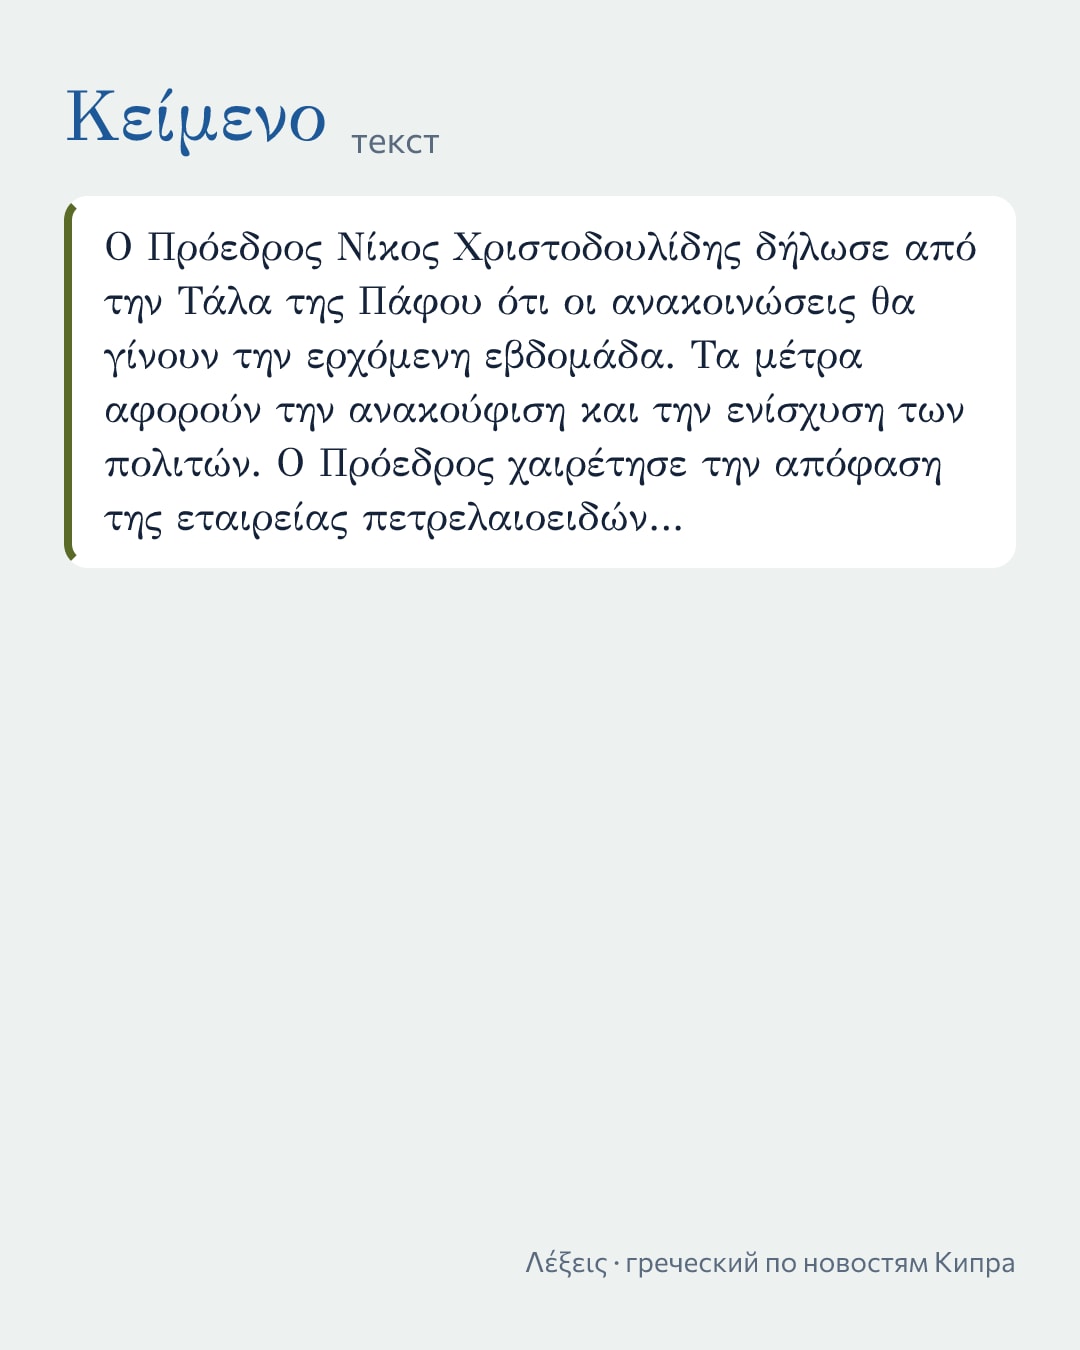 Κείμενο текст
Ο Πρόεδρος Νίκος Χριστοδουλίδης δήλωσε από
την Τάλα της Πάφου ότι οι ανακοινώσεις θα
γίνουν την ερχόμενη εβδομάδα. Τα μέτρα
αφορούν την ανακούφιση και την ενίσχυση των
πολιτών. Ο Πρόεδρος χαιρέτησε την απόφαση
της εταιρείας πετρελαιοειδών...
Λέξεις · греческий по новостям Кипра